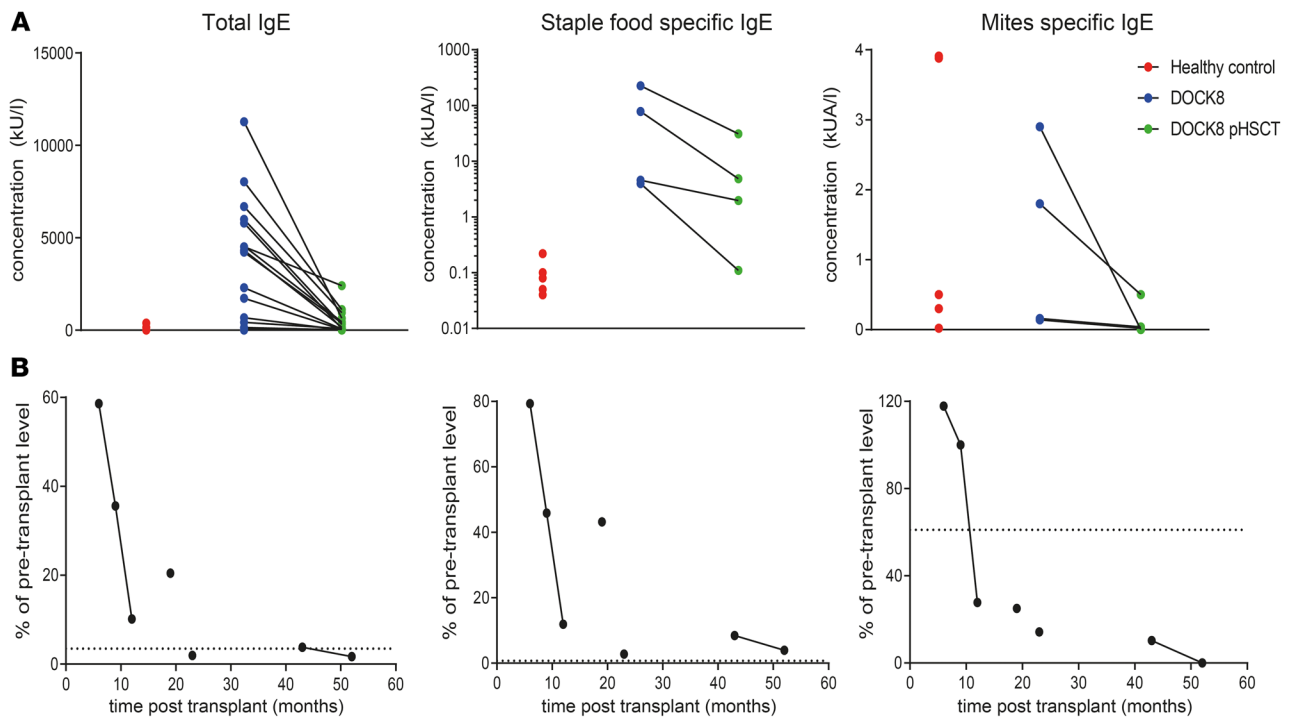 A
Total IgE
Staple food specific IgE
Mites specific IgE
concentration (kU/l)
15000
10000
5000
0
concentration (kUA/l)
1000
100
10
1
0.1
0.01
concentration (kUA/l)
4
3
2
1
0
Healthy control
DOCK8
DOCK8 pHSCT
B
% of pre-transplant level
60
40
20
0
0 10 20 30 40 50 60
time post transplant (months)
% of pre-transplant level
80
60
40
20
0
0 10 20 30 40 50 60
time post transplant (months)
% of pre-transplant level
120
80
40
0
0 10 20 30 40 50 60
time post transplant (months)